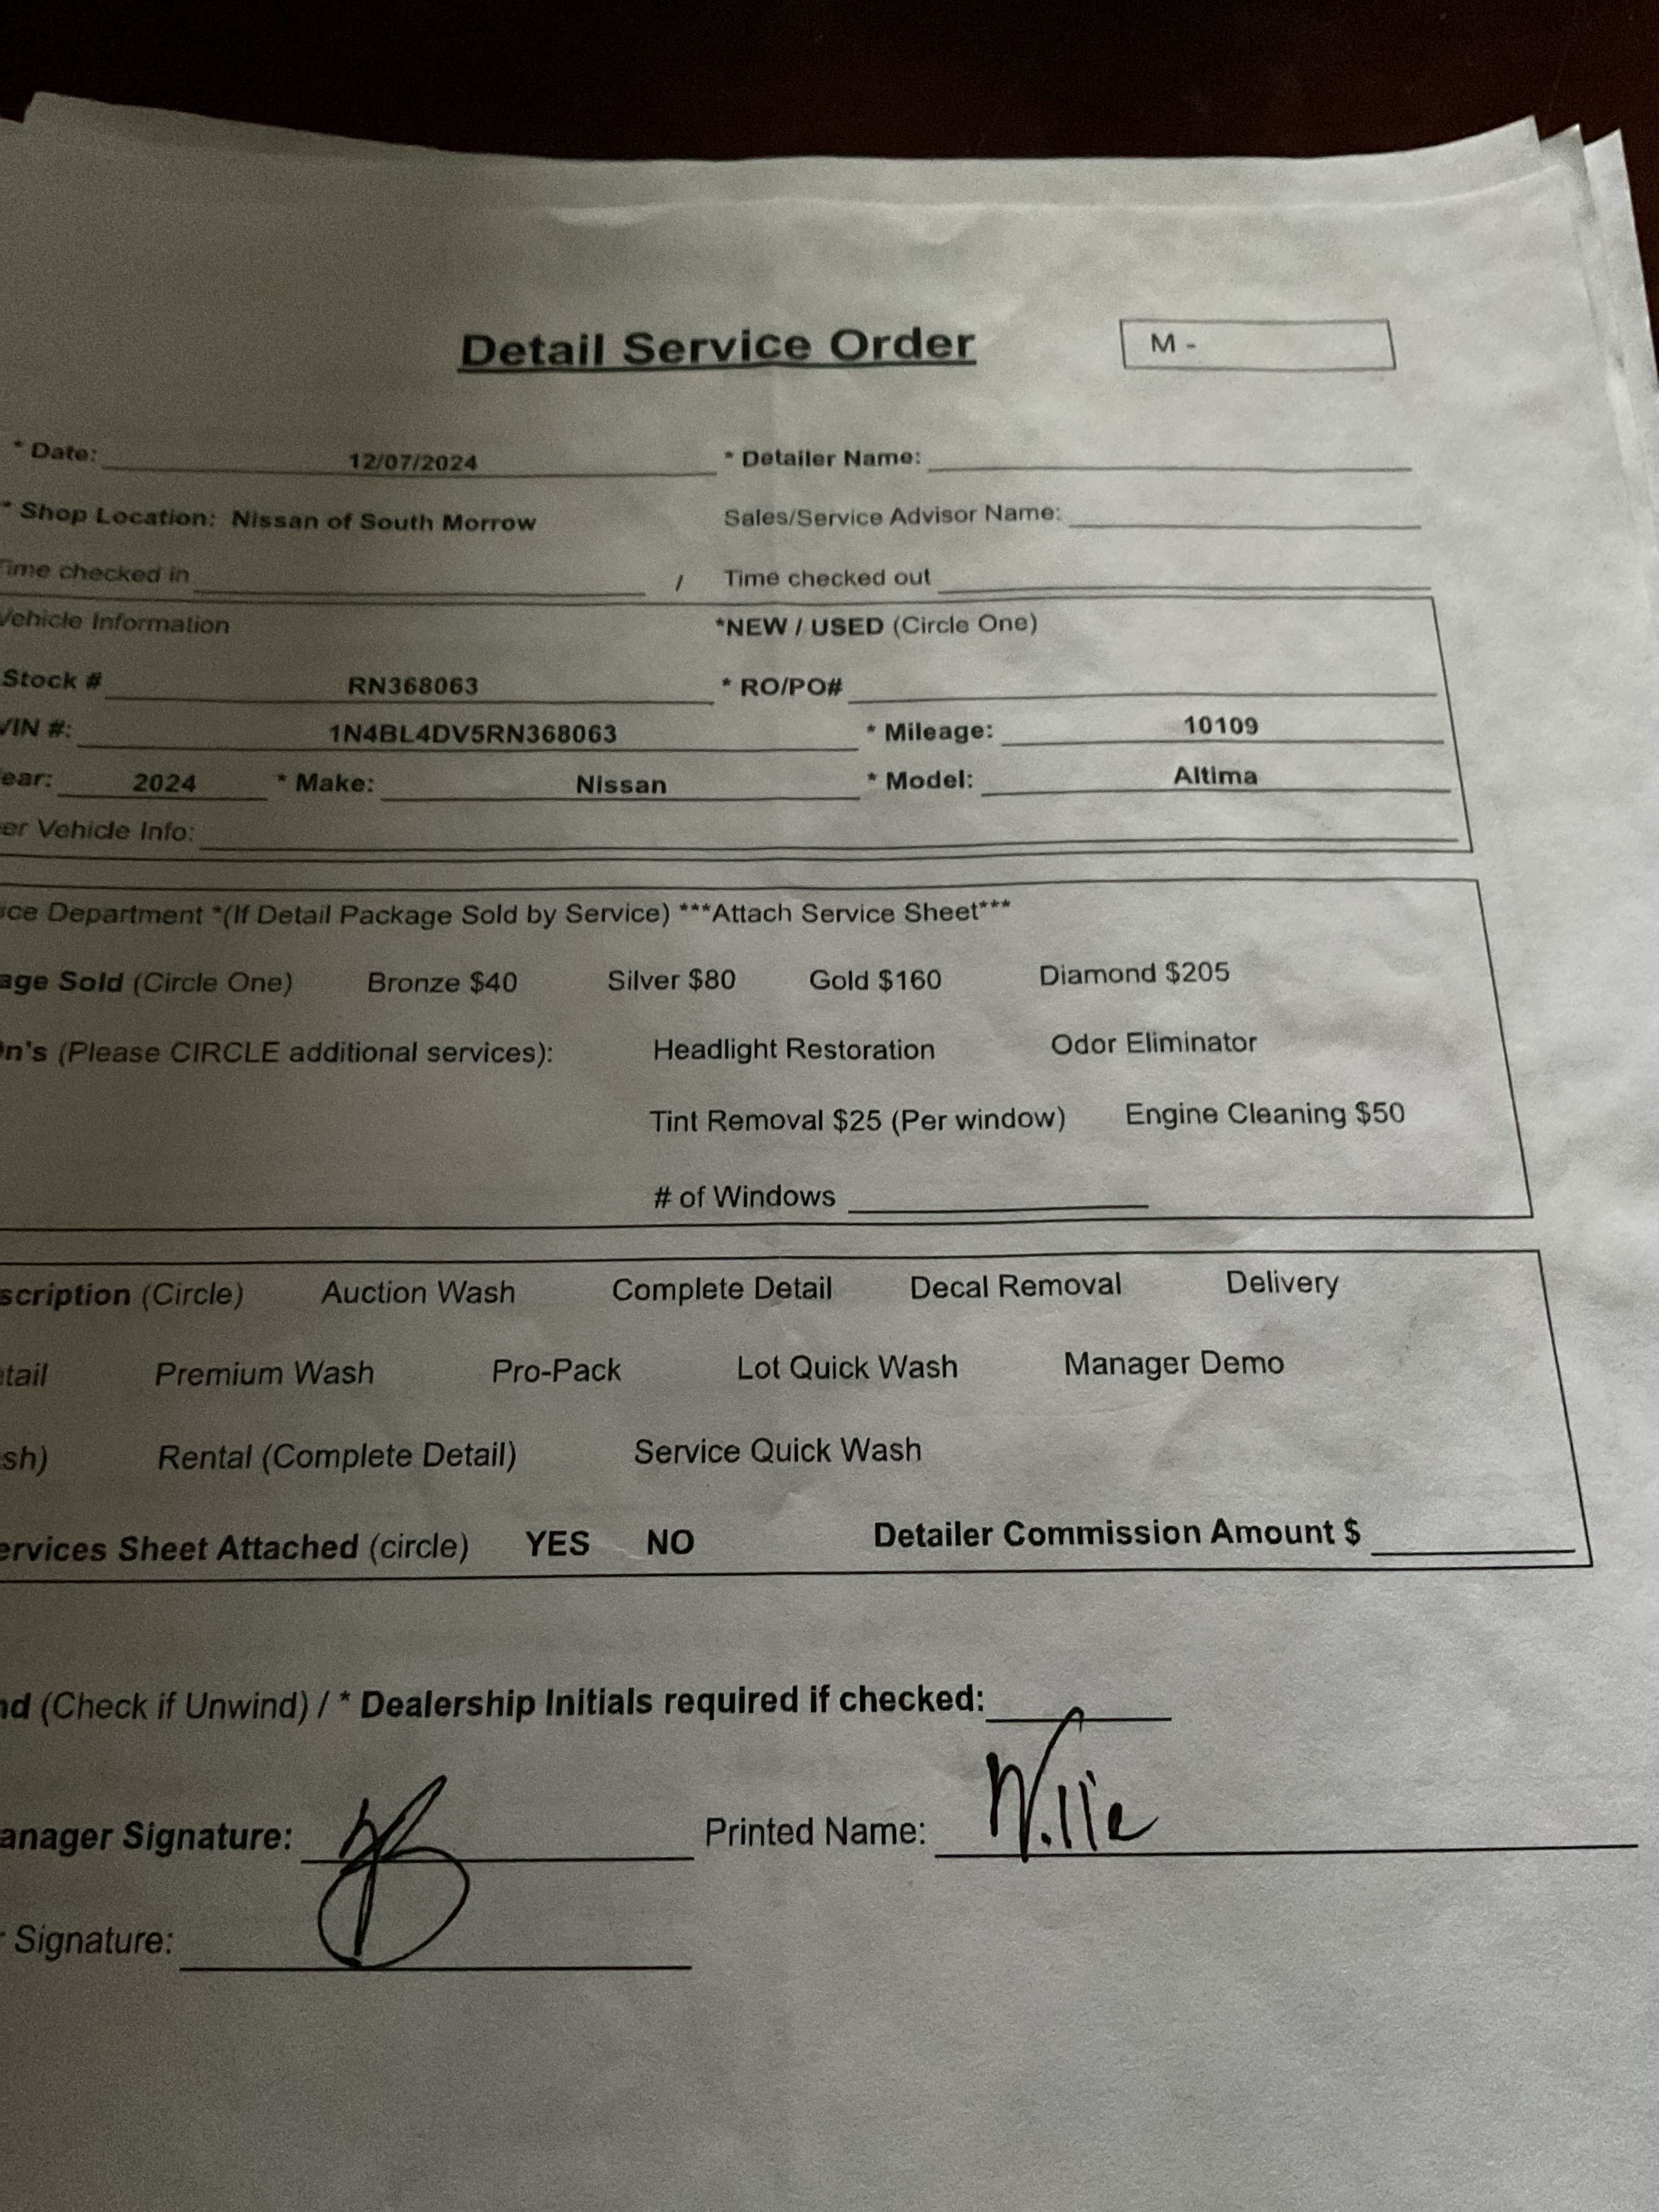 Detail Service Order M -
* Date: 12/07/2024 * Detailer Name:
* Shop Location: Nissan of South Morrow Sales/Service Advisor Name:
Time checked in / Time checked out
Vehicle Information *NEW / USED (Circle One)
Stock # RN368063 * RO/PO#
VIN #: 1N4BL4DV5RN368063 * Mileage: 10109
ear: 2024 * Make: Nissan * Model: Altima
er Vehicle Info:
ice Department *(If Detail Package Sold by Service) ***Attach Service Sheet***
age Sold (Circle One) Bronze $40 Silver $80 Gold $160 Diamond $205
n's (Please CIRCLE additional services): Headlight Restoration Odor Eliminator
Tint Removal $25 (Per window) Engine Cleaning $50
# of Windows
scription (Circle) Auction Wash Complete Detail Decal Removal Delivery
tail Premium Wash Pro-Pack Lot Quick Wash Manager Demo
sh) Rental (Complete Detail) Service Quick Wash
ervices Sheet Attached (circle) YES NO Detailer Commission Amount $
nd (Check if Unwind) / * Dealership Initials required if checked:
anager Signature: Printed Name: Willie
r Signature: